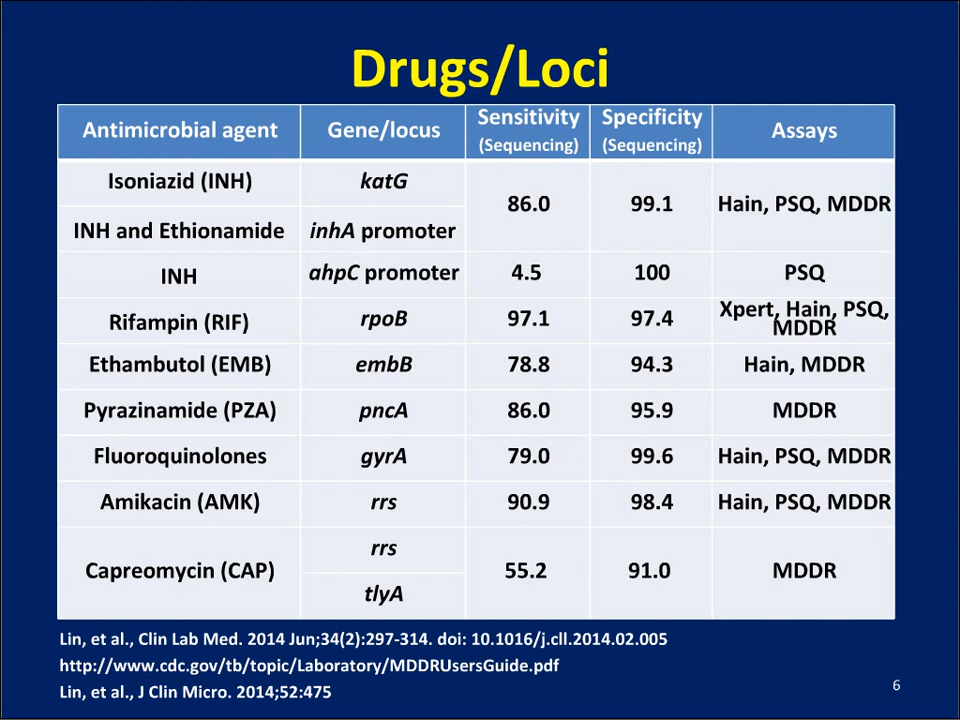 Drugs/Loci
Antimicrobial agent Gene/locus Sensitivity (Sequencing) Specificity (Sequencing) Assays
Isoniazid (INH) katG 86.0 99.1 Hain, PSQ, MDDR
INH and Ethionamide inhA promoter
INH ahpC promoter 4.5 100 PSQ
Rifampin (RIF) rpoB 97.1 97.4 Xpert, Hain, PSQ, MDDR
Ethambutol (EMB) embB 78.8 94.3 Hain, MDDR
Pyrazinamide (PZA) pncA 86.0 95.9 MDDR
Fluoroquinolones gyrA 79.0 99.6 Hain, PSQ, MDDR
Amikacin (AMK) rrs 90.9 98.4 Hain, PSQ, MDDR
Capreomycin (CAP) rrs 55.2 91.0 MDDR
tlyA
Lin, et al., Clin Lab Med. 2014 Jun;34(2):297-314. doi: 10.1016/j.cll.2014.02.005
http://www.cdc.gov/tb/topic/Laboratory/MDDRUsersGuide.pdf
Lin, et al., J Clin Micro. 2014;52:475
6